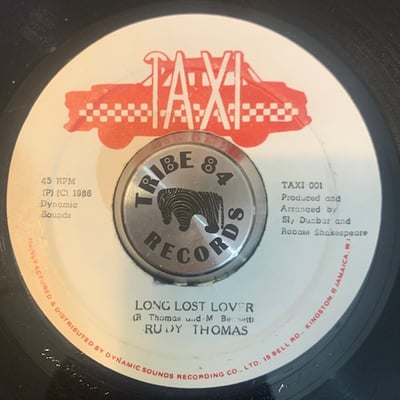 TAXI
45 RPM
(P) (C) 1986
Dynamic
Sounds
TAXI 001
Produced and
Arranged by
Sly Dunbar and
Robbie Shakespeare
TRIBE 84
RECORDS
LONG LOST LOVER
(R. Thomas and M. Bennett)
RUDY THOMAS
MANUFACTURED & DISTRIBUTED BY DYNAMIC SOUNDS RECORDING CO., LTD., 15 BELL RD., KINGSTON 11 JAMAICA, W.I.